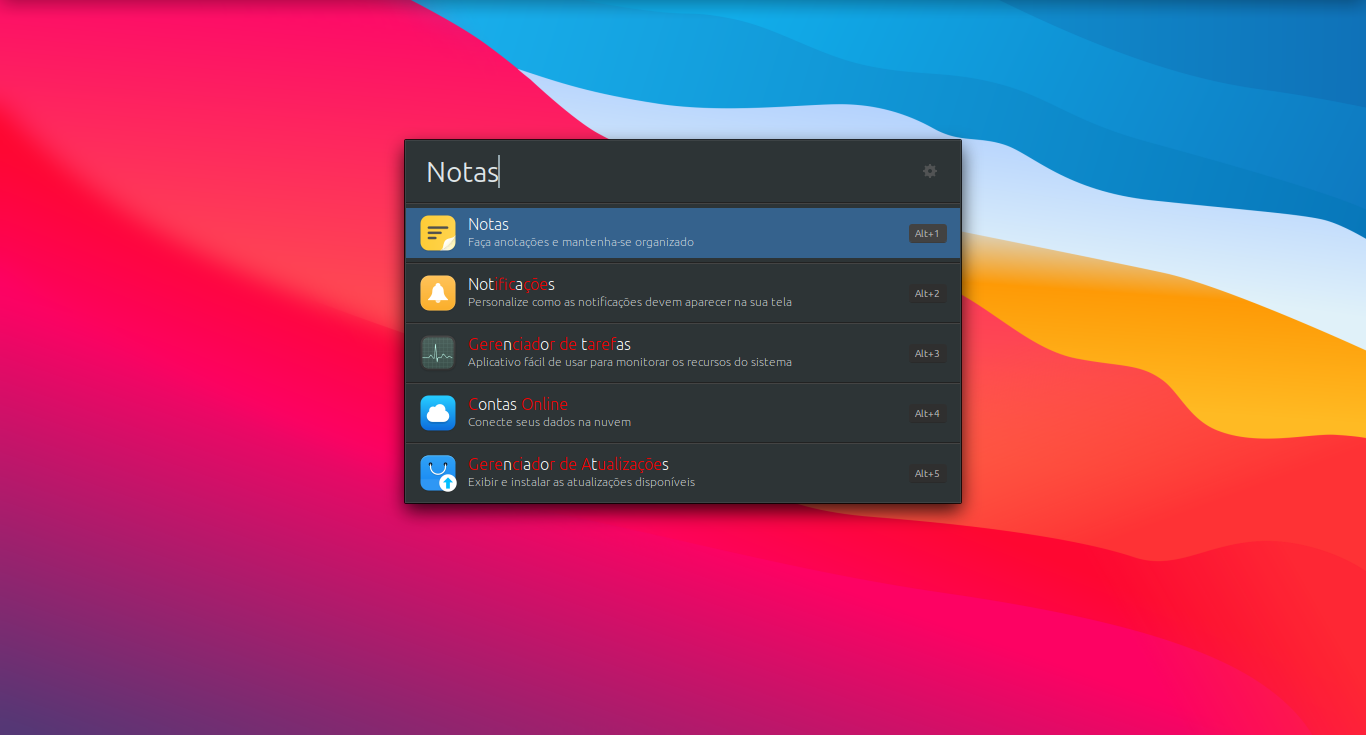 Notas
Notas
Faça anotações e mantenha-se organizado
Alt+1
Notificações
Personalize como as notificações devem aparecer na sua tela
Alt+2
Gerenciador de tarefas
Aplicativo fácil de usar para monitorar os recursos do sistema
Alt+3
Contas Online
Conecte seus dados na nuvem
Alt+4
Gerenciador de Atualizações
Exibir e instalar as atualizações disponíveis
Alt+5